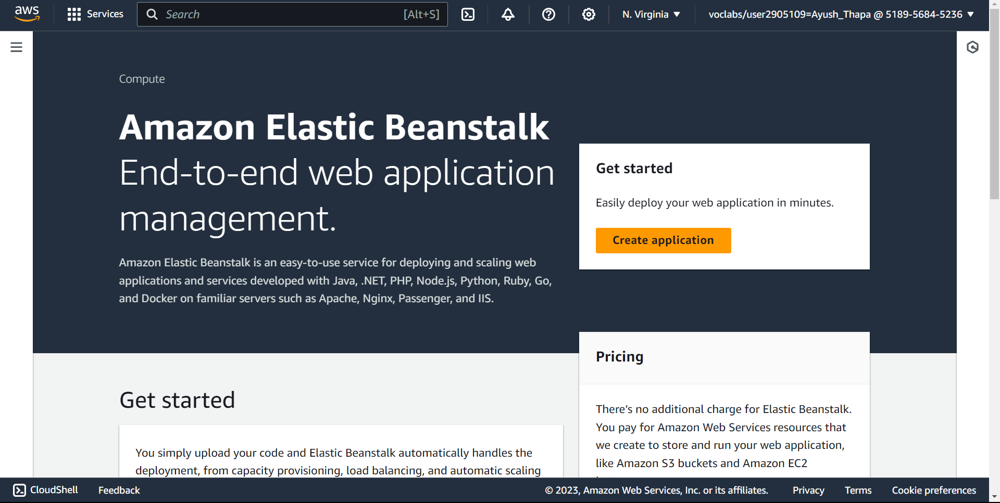 aws
Services
Search
[Alt+S]
N. Virginia
voclabs/user2905109=Ayush_Thapa @ 5189-5684-5236
Compute
Amazon Elastic Beanstalk
End-to-end web application
management.
Amazon Elastic Beanstalk is an easy-to-use service for deploying and scaling web
applications and services developed with Java, .NET, PHP, Node.js, Python, Ruby, Go,
and Docker on familiar servers such as Apache, Nginx, Passenger, and IIS.
Get started
Easily deploy your web application in minutes.
Create application
Pricing
There’s no additional charge for Elastic Beanstalk.
You pay for Amazon Web Services resources that
we create to store and run your web application,
like Amazon S3 buckets and Amazon EC2
Get started
You simply upload your code and Elastic Beanstalk automatically handles the
deployment, from capacity provisioning, load balancing, and automatic scaling
CloudShell
Feedback
© 2023, Amazon Web Services, Inc. or its affiliates.
Privacy
Terms
Cookie preferences